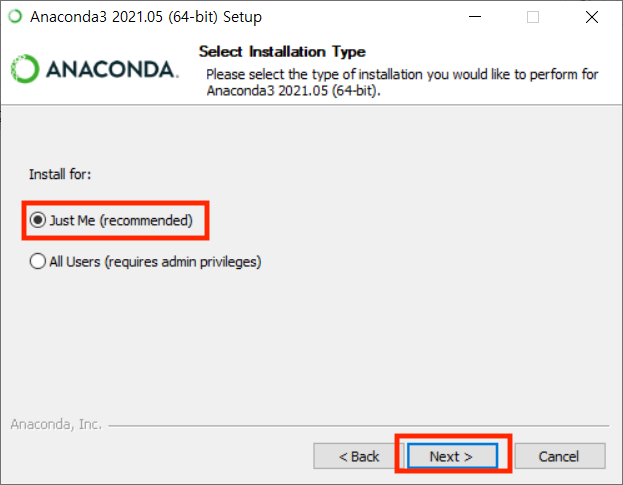 Anaconda3 2021.05 (64-bit) Setup
ANACONDA.
Select Installation Type
Please select the type of installation you would like to perform for
Anaconda3 2021.05 (64-bit).
Install for:
Just Me (recommended)
All Users (requires admin privileges)
Anaconda, Inc.
< Back
Next >
Cancel